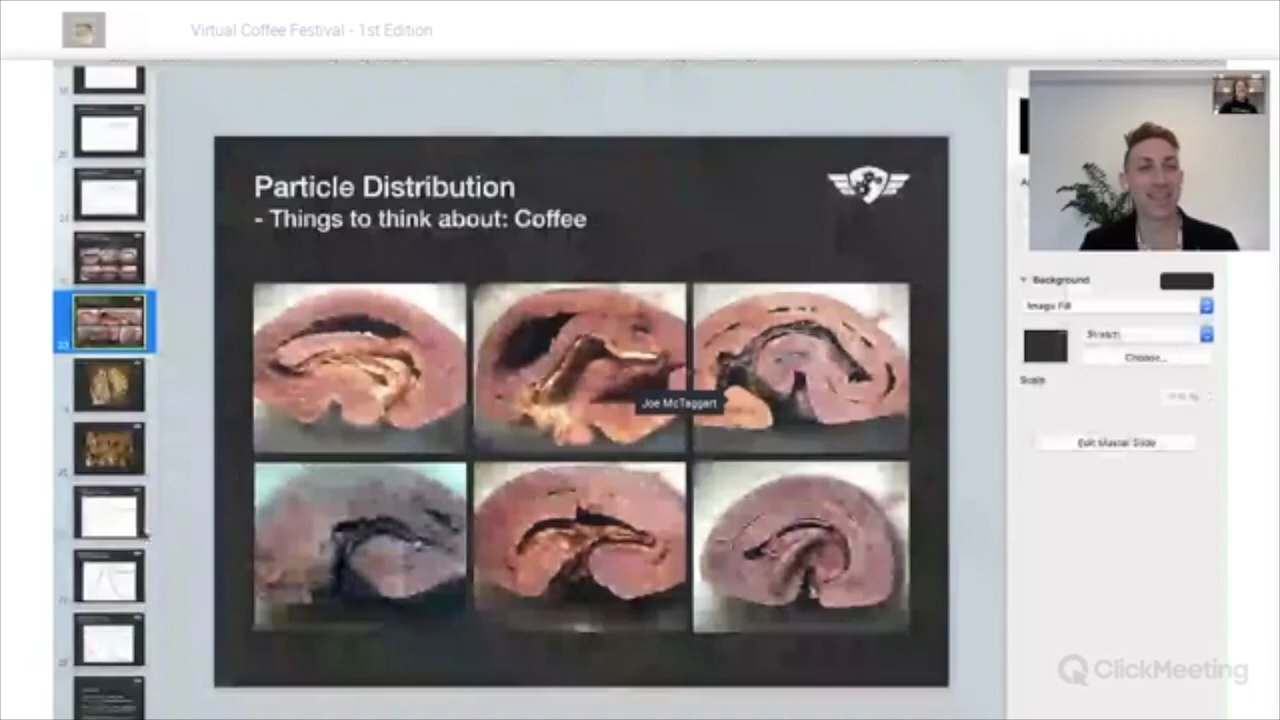 Virtual Coffee Festival - 1st Edition
Particle Distribution
- Things to think about: Coffee
Joe McTaggart
Background
Image Fill
Stretch
Choose...
Scale
Edit Master Slide
ClickMeeting